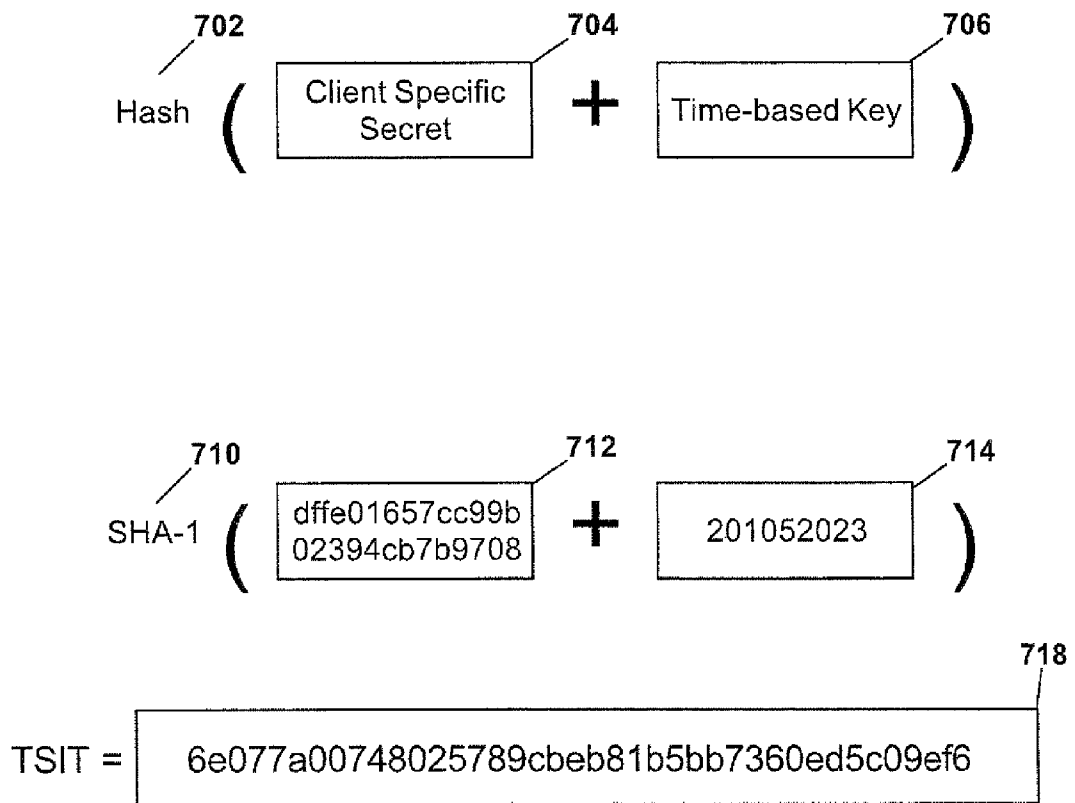 702 704 706
Hash ( Client Specific + Time-based Key )
Secret
710 712 714
SHA-1 ( dffe01657cc99b + 201052023 )
02394cb7b9708
718
TSIT = 6e077a00748025789cbeb81b5bb7360ed5c09ef6